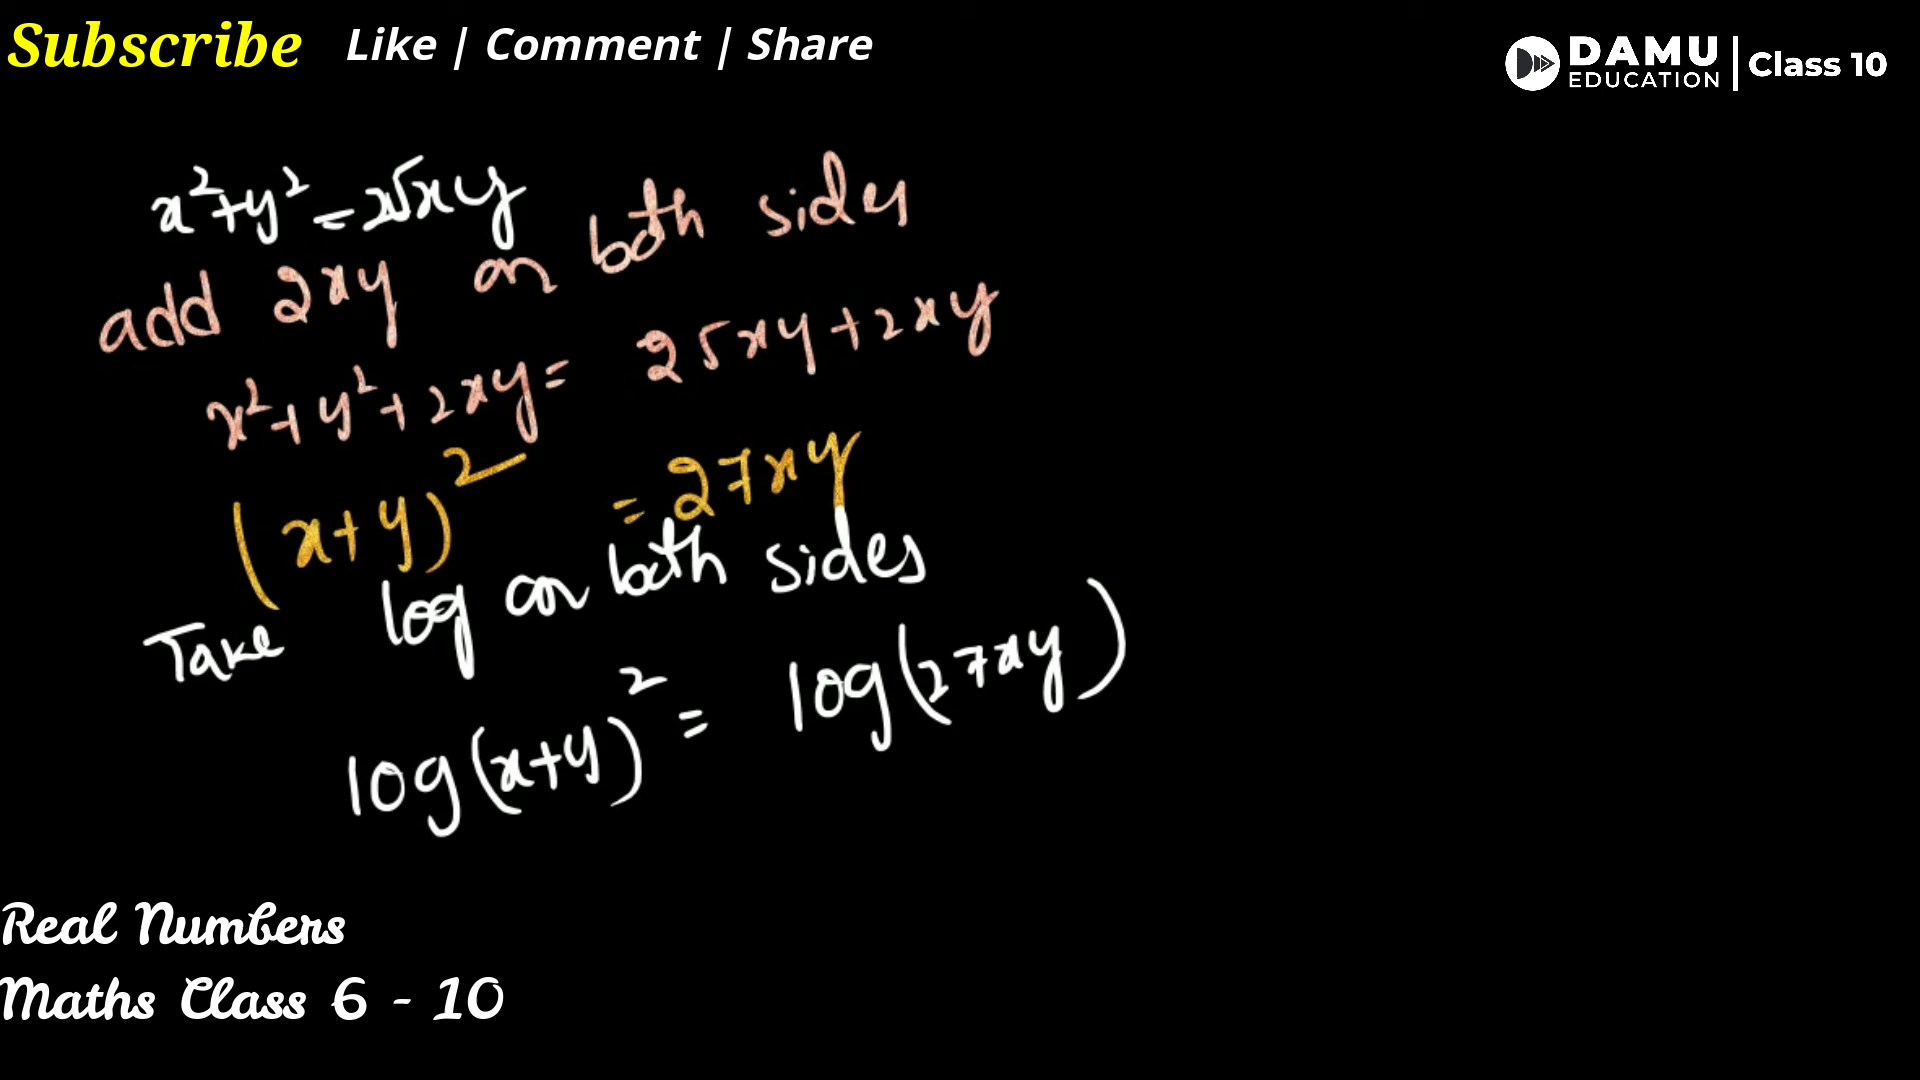 Subscribe Like | Comment | Share
DAMU EDUCATION | Class 10
x²+y² = 25xy
add 2xy on both sides
x²+y²+2xy = 25xy+2xy
(x+y)² = 27xy
Take log on both sides
log(x+y)² = log(27xy)
Real Numbers
Maths Class 6 - 10